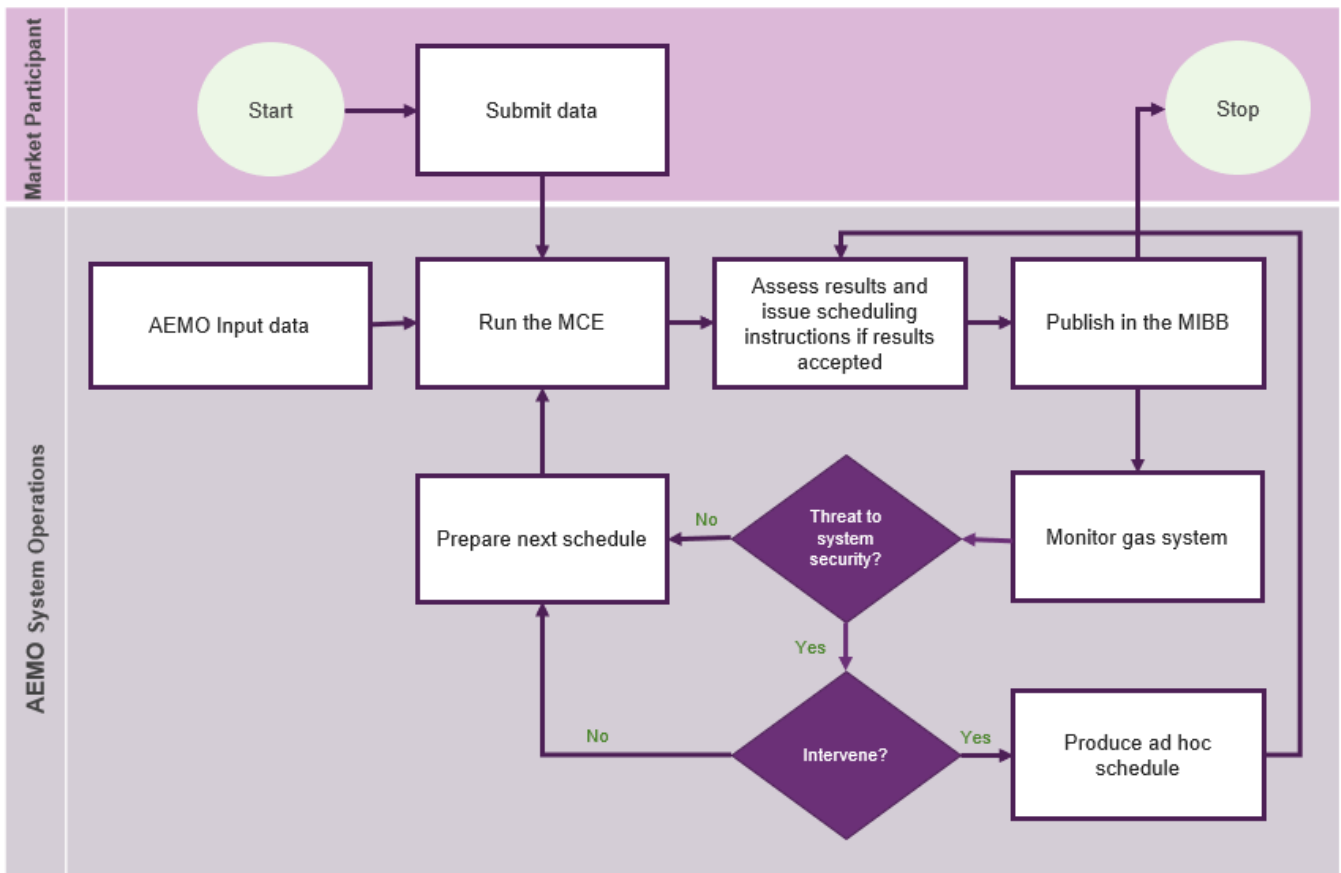 Market Participant
Start
Submit data
Stop
AEMO System Operations
AEMO Input data
Run the MCE
Assess results and
issue scheduling
instructions if results
accepted
Publish in the MIBB
Prepare next schedule
No
Threat to
system
security?
Monitor gas system
Yes
No
Intervene?
Yes
Produce ad hoc
schedule